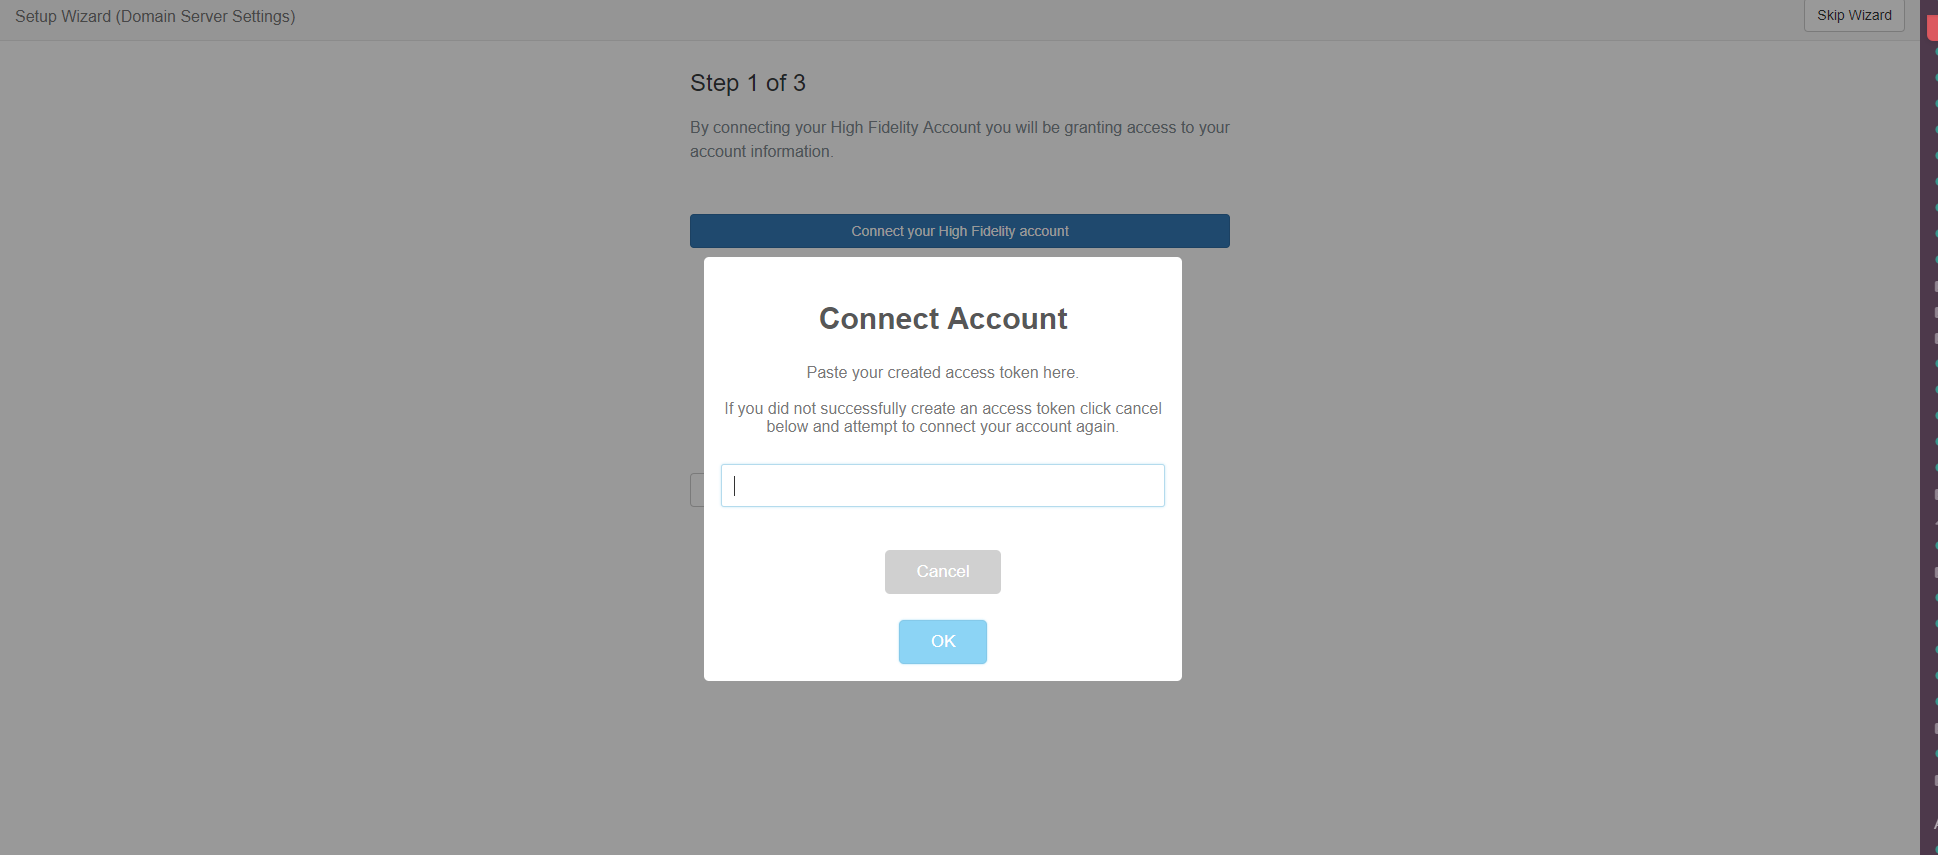 Setup Wizard (Domain Server Settings)
Skip Wizard
Step 1 of 3
By connecting your High Fidelity Account you will be granting access to your
account information.
Connect your High Fidelity account
Connect Account
Paste your created access token here.
If you did not successfully create an access token click cancel
below and attempt to connect your account again.
Cancel
OK